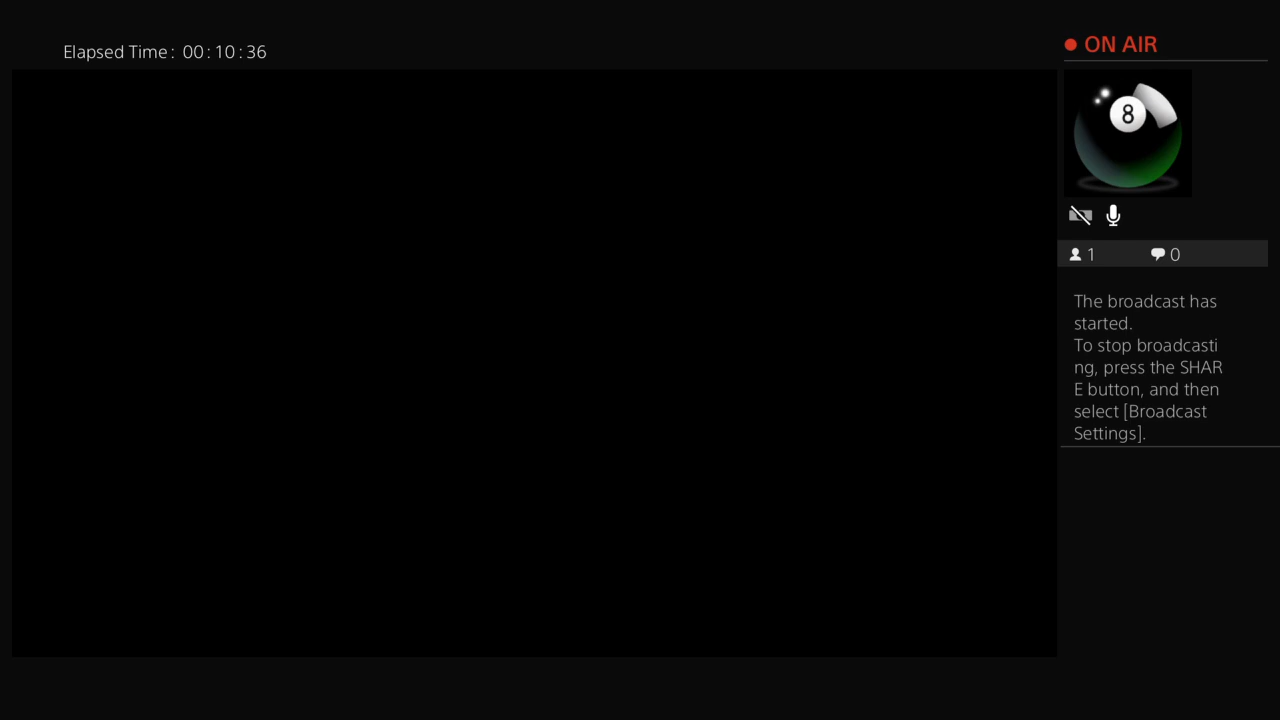 Elapsed Time: 00:10:36
ON AIR
8
1 0
The broadcast has
started.
To stop broadcasti
ng, press the SHAR
E button, and then
select [Broadcast
Settings].